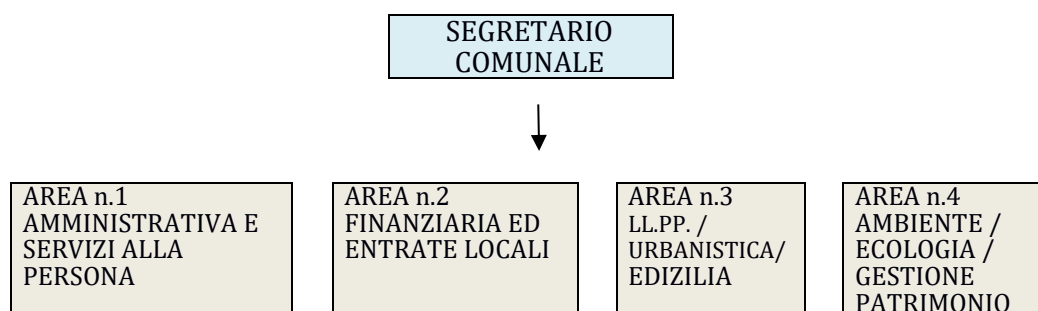 SEGRETARIO
COMUNALE
AREA n.1
AMMINISTRATIVA E
SERVIZI ALLA
PERSONA
AREA n.2
FINANZIARIA ED
ENTRATE LOCALI
AREA n.3
LL.PP. /
URBANISTICA/
EDIZILIA
AREA n.4
AMBIENTE /
ECOLOGIA /
GESTIONE
PATRIMONIO